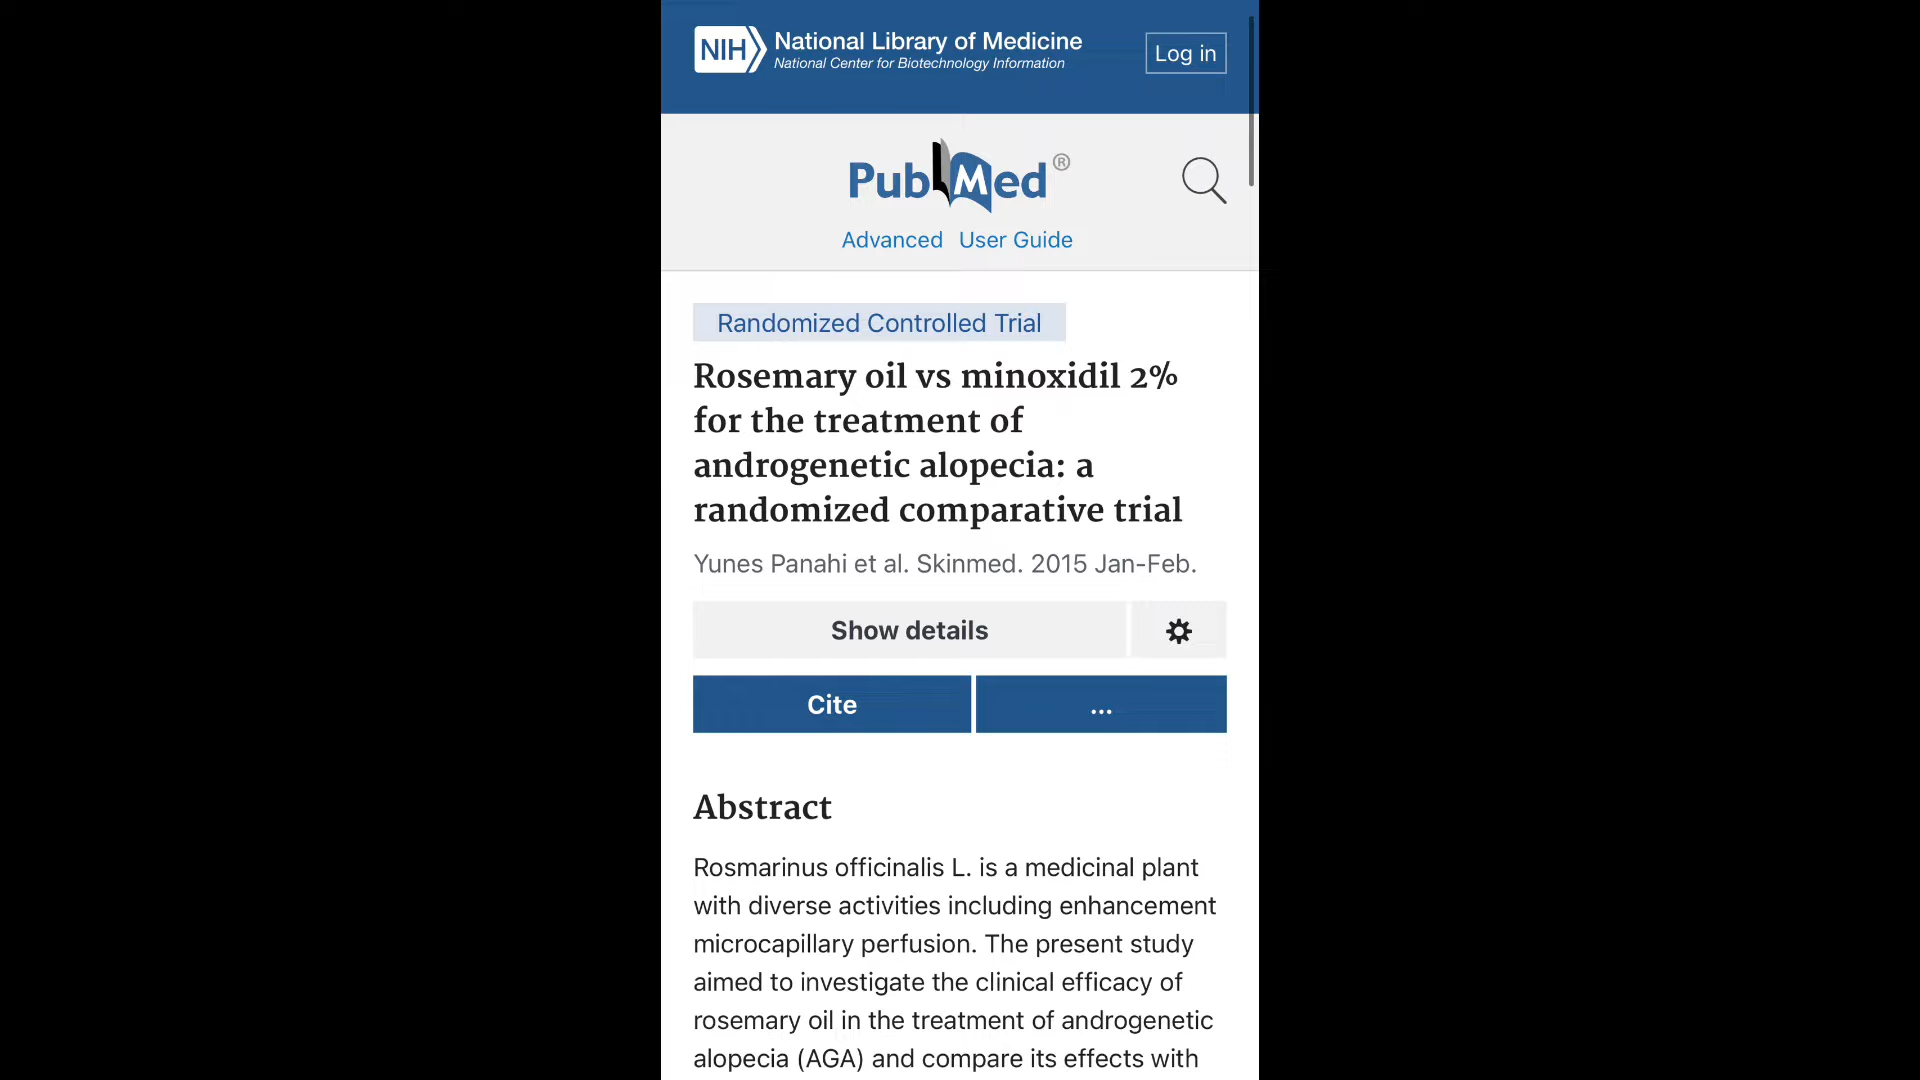 NIH National Library of Medicine
National Center for Biotechnology Information
Log in
PubMed®
Advanced User Guide
Randomized Controlled Trial
Rosemary oil vs minoxidil 2%
for the treatment of
androgenetic alopecia: a
randomized comparative trial
Yunes Panahi et al. Skinmed. 2015 Jan-Feb.
Show details
Cite
...
Abstract
Rosmarinus officinalis L. is a medicinal plant
with diverse activities including enhancement
microcapillary perfusion. The present study
aimed to investigate the clinical efficacy of
rosemary oil in the treatment of androgenetic
alopecia (AGA) and compare its effects with